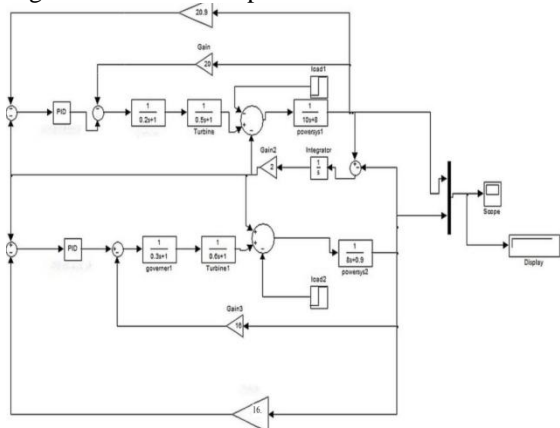 20.9
Gain
20
load1
PID
1
0.2s+1
1
0.5s+1
Turbine
1
10s+8
powersys1
Gain2
2
Integrator
1
s
Scope
Display
PID
1
0.3s+1
governer1
1
0.6s+1
Turbine1
1
8s+0.9
powersys2
load2
Gain3
16
16.